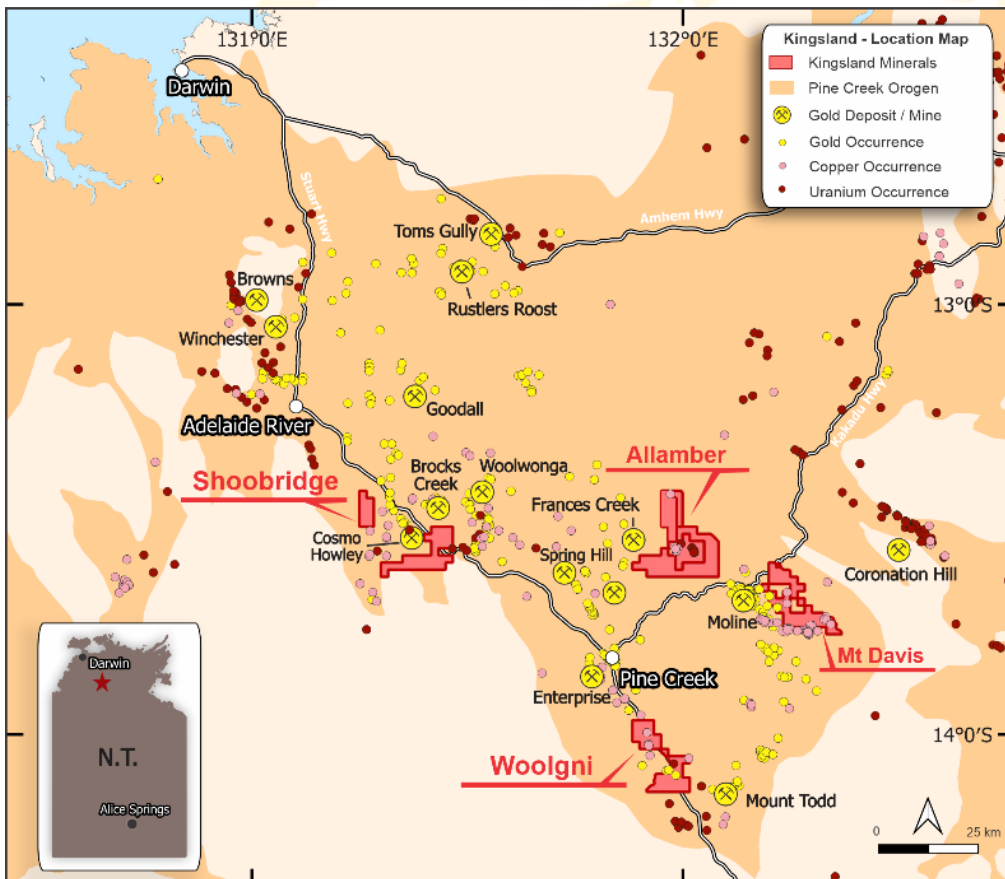 131°0'E
132°0'E
Kingsland - Location Map
Kingsland Minerals
Pine Creek Orogen
Gold Deposit / Mine
Gold Occurrence
Copper Occurrence
Uranium Occurrence
Darwin
Stuart Hwy
Arnhem Hwy
Toms Gully
Browns
Rustlers Roost
13°0'S
Winchester
Goodall
Adelaide River
Kakadu Hwy
Shoobridge
Brocks
Creek
Woolwonga
Allamber
Frances Creek
Cosmo
Howley
Spring Hill
Coronation Hill
Moline
Mt Davis
Pine Creek
Enterprise
14°0'S
Woolgni
Mount Todd
Darwin
N.T.
Alice Springs
0
25 km